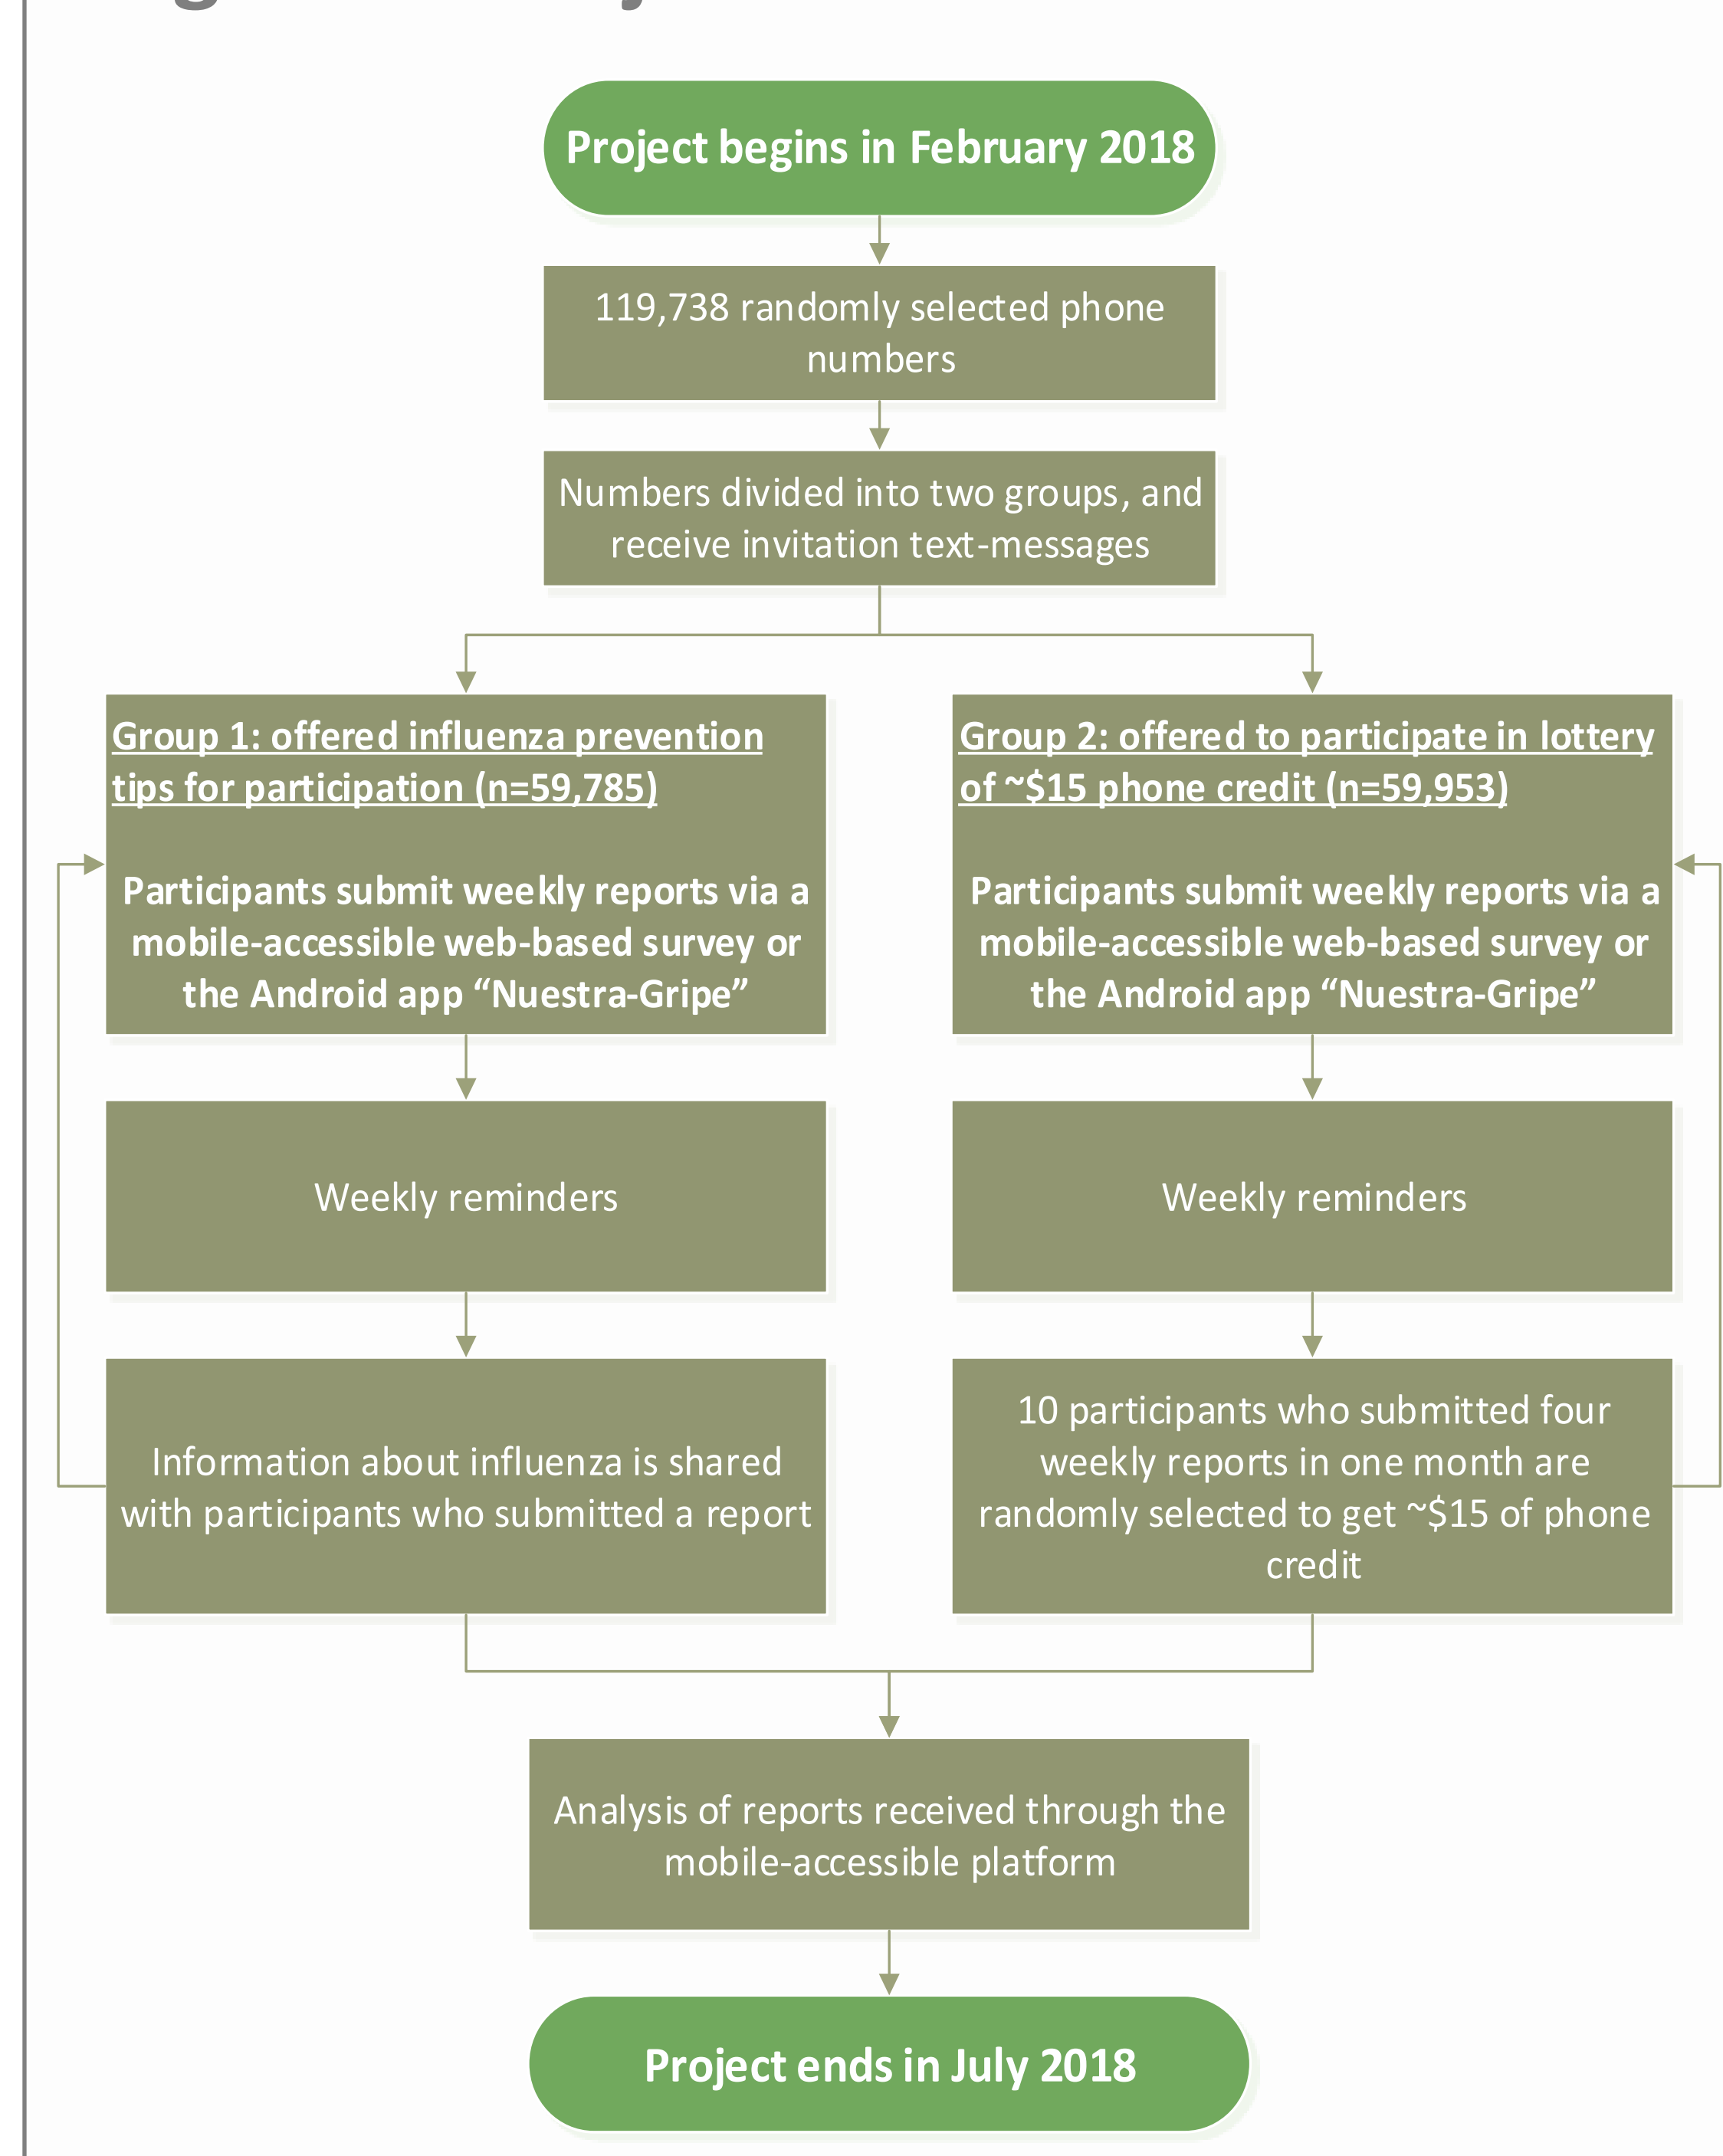 Project begins in February 2018
119,738 randomly selected phone
numbers
Numbers divided into two groups, and
receive invitation text-messages
Group 1: offered influenza prevention
tips for participation (n=59,785)
Participants submit weekly reports via a
mobile-accessible web-based survey or
the Android app “Nuestra-Gripe”
Weekly reminders
Information about influenza is shared
with participants who submitted a report
Group 2: offered to participate in lottery
of ~$15 phone credit (n=59,953)
Participants submit weekly reports via a
mobile-accessible web-based survey or
the Android app “Nuestra-Gripe”
Weekly reminders
10 participants who submitted four
weekly reports in one month are
randomly selected to get ~$15 of phone
credit
Analysis of reports received through the
mobile-accessible platform
Project ends in July 2018